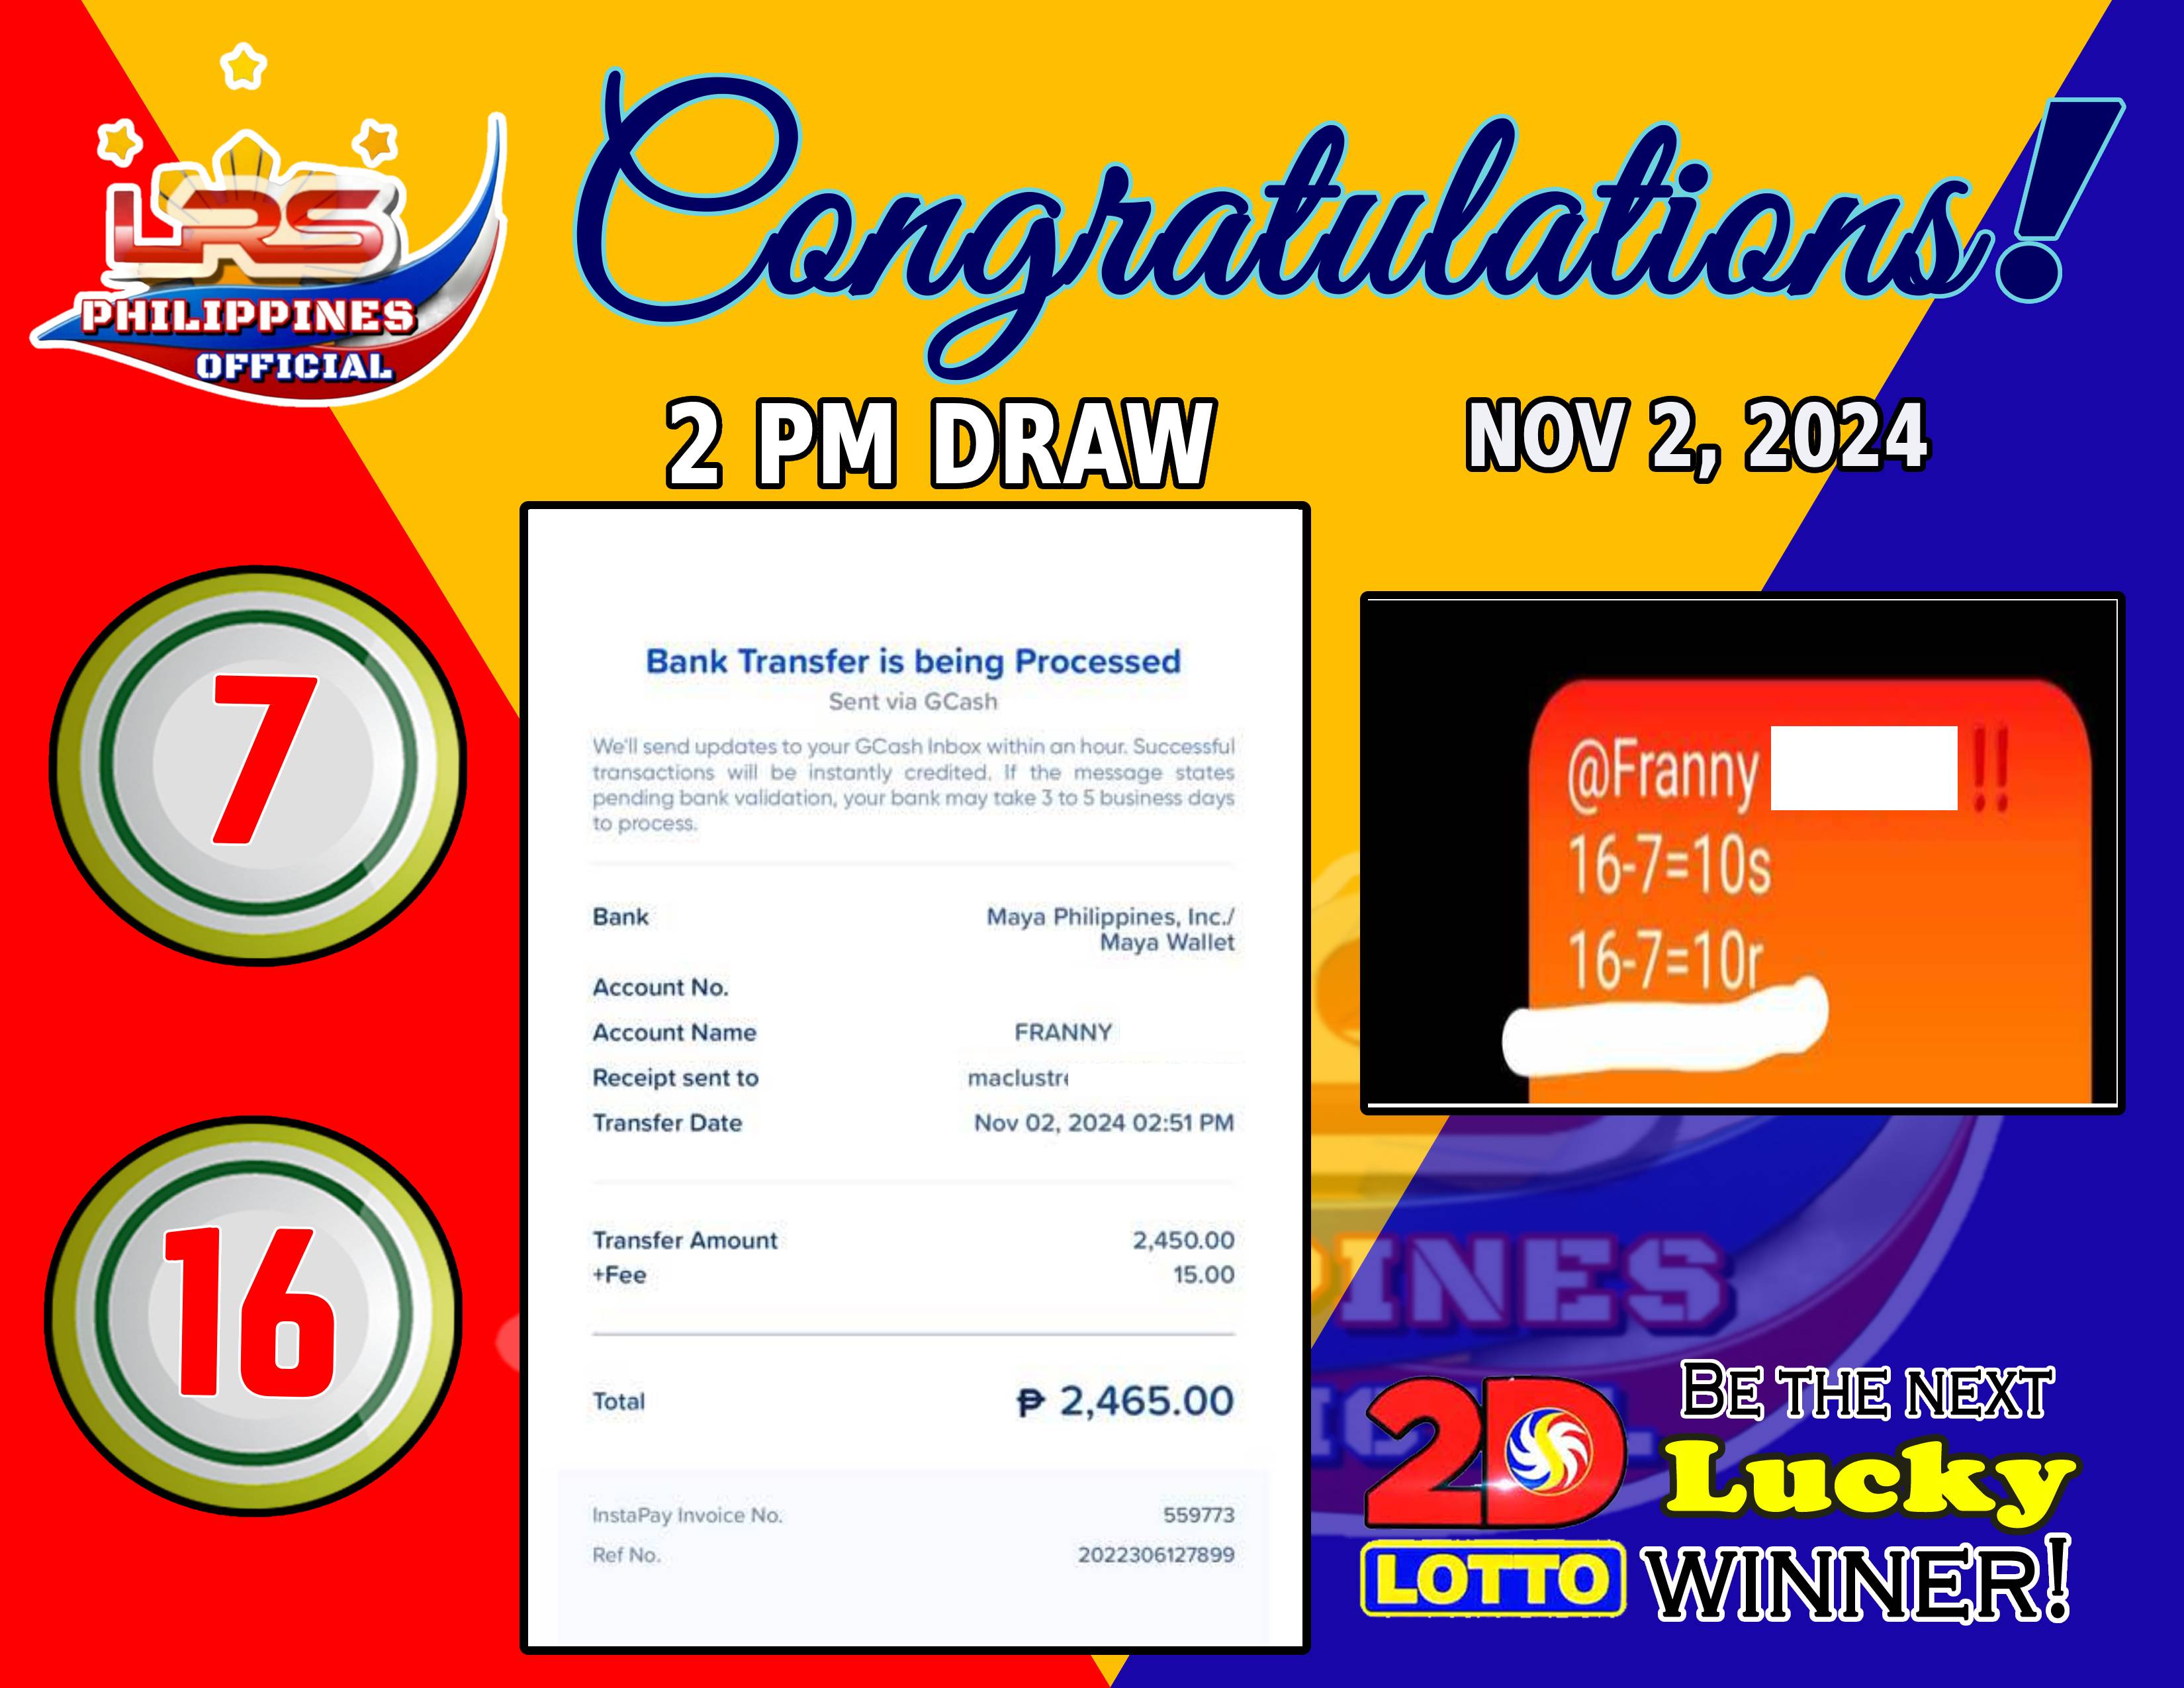 LRS
PHILIPPINES
OFFICIAL
Congratulations!
2 PM DRAW
NOV 2, 2024
7
16
Bank Transfer is being Processed
Sent via GCash
We'll send updates to your GCash Inbox within an hour. Successful
transactions will be instantly credited. If the message states
pending bank validation, your bank may take 3 to 5 business days
to process.
Bank Maya Philippines, Inc./
Maya Wallet
Account No.
Account Name FRANNY
Receipt sent to maclustr
Transfer Date Nov 02, 2024 02:51 PM
Transfer Amount 2,450.00
+Fee 15.00
Total ₱ 2,465.00
InstaPay Invoice No. 559773
Ref No. 2022306127899
@Franny ‼
16-7=10s
16-7=10r
PINES
2D
LOTTO
BE THE NEXT
Lucky
WINNER!